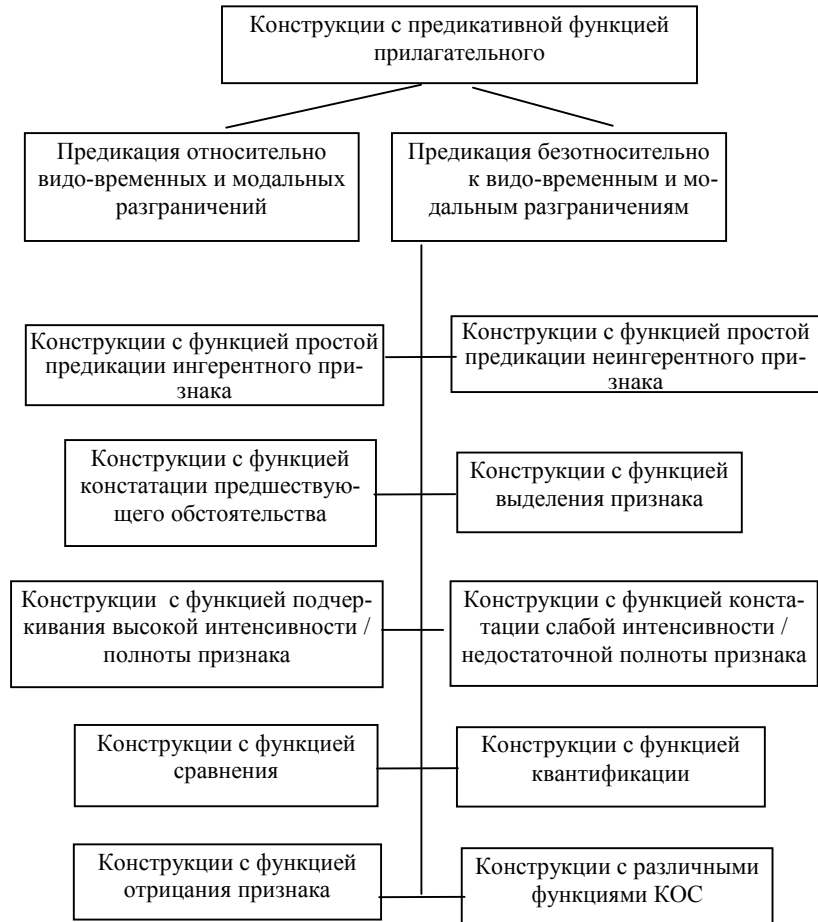 Конструкции с предикативной функцией
прилагательного
Предикация относительно
видо-временных и модальных
разграничений
Предикация безотносительно
к видо-временным и мо-
дальным разграничениям
Конструкции с функцией простой
предикации ингерентного при-
знака
Конструкции с функцией простой
предикации неингерентного при-
знака
Конструкции с функцией
констатации предшествую-
щего обстоятельства
Конструкции с функцией
выделения признака
Конструкции с функцией подчер-
кивания высокой интенсивности /
полноты признака
Конструкции с функцией конста-
тации слабой интенсивности /
недостаточной полноты признака
Конструкции с функцией
сравнения
Конструкции с функцией
квантификации
Конструкции с функцией
отрицания признака
Конструкции с различными
функциями КОС